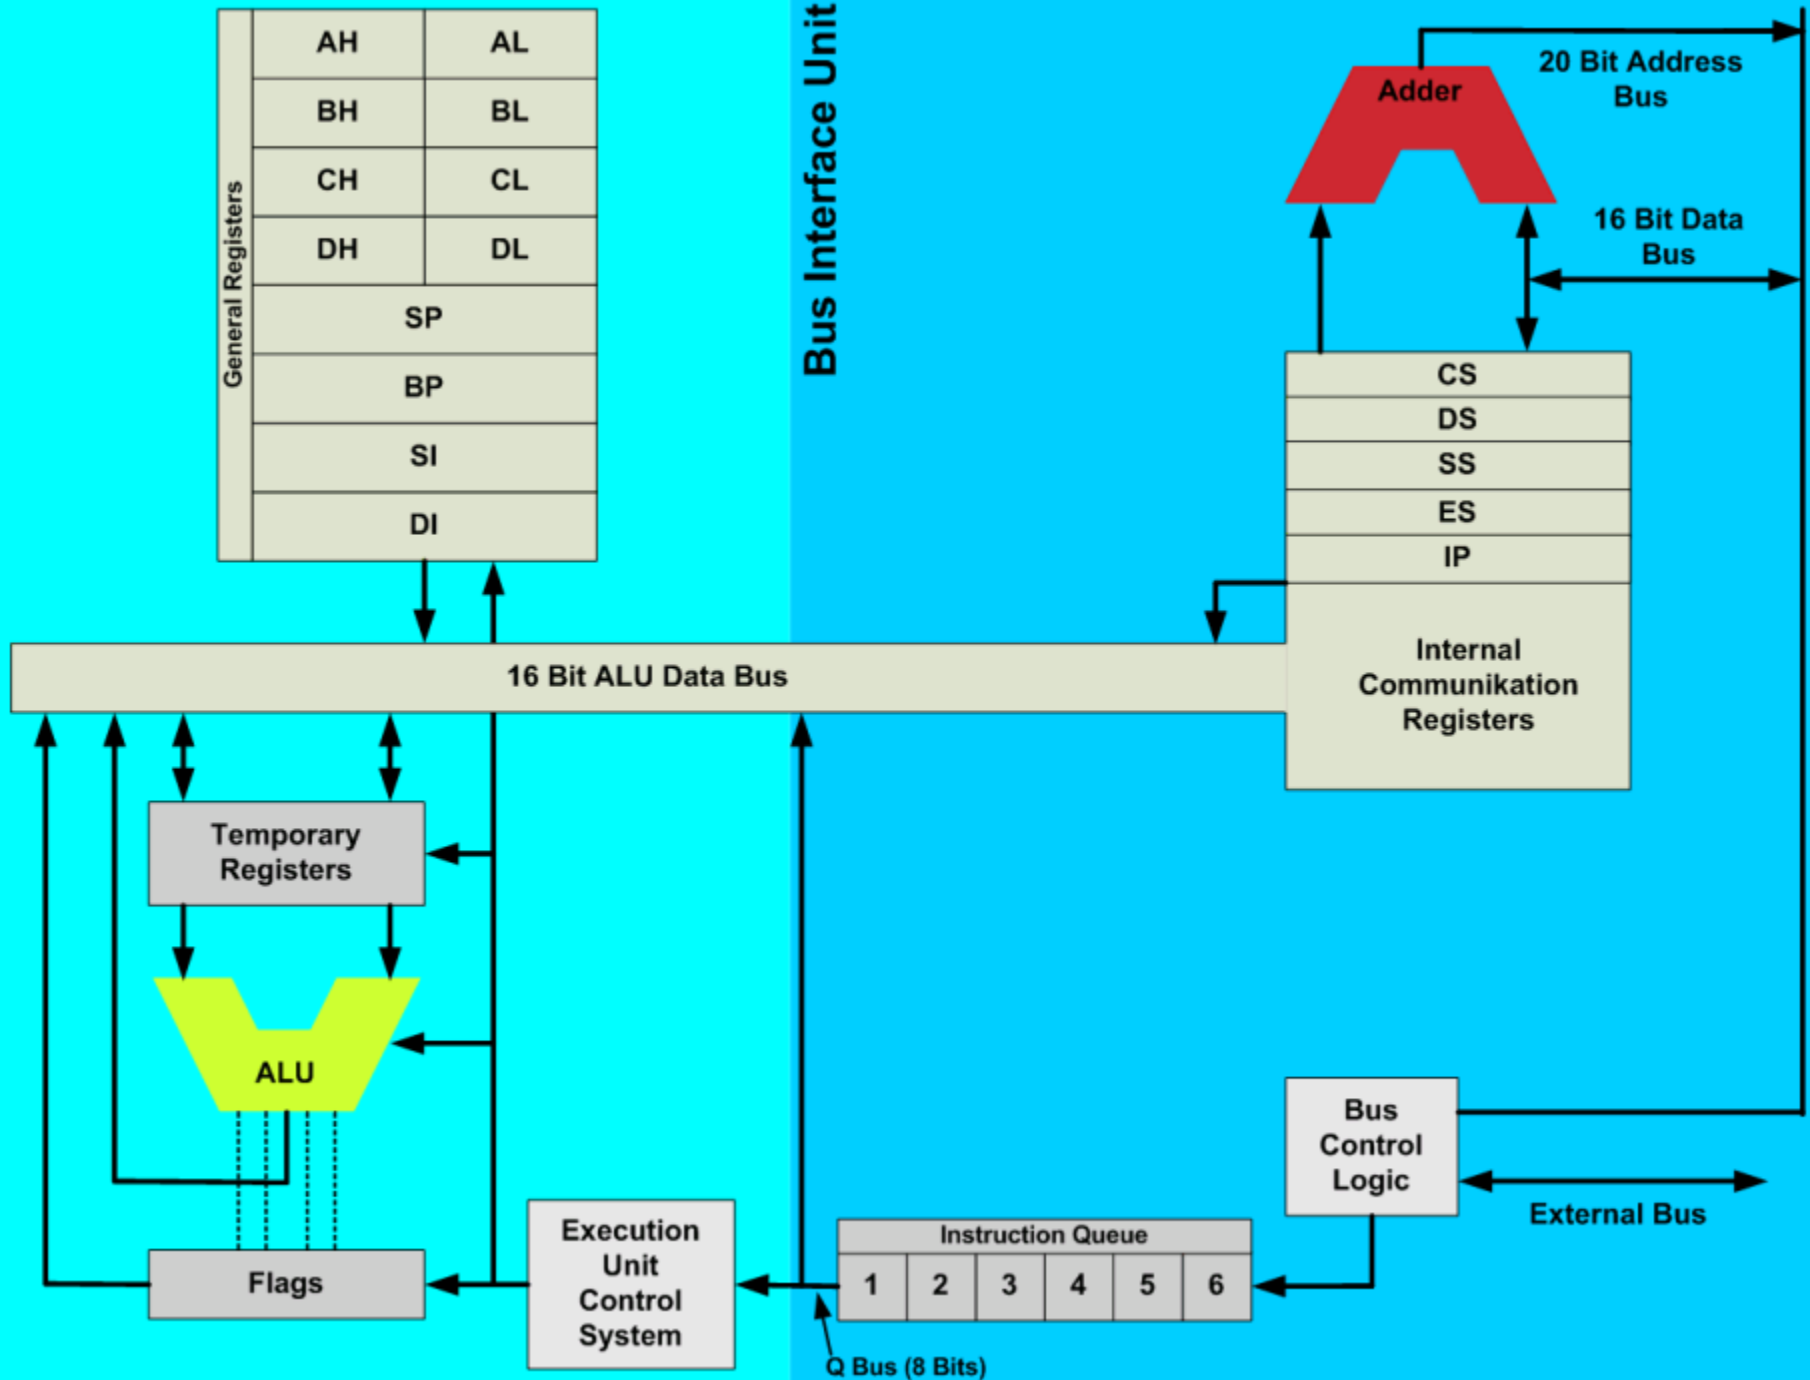 General Registers
AH
AL
BH
BL
CH
CL
DH
DL
SP
BP
SI
DI
Bus Interface Unit
Adder
20 Bit Address
Bus
16 Bit Data
Bus
CS
DS
SS
ES
IP
Internal
Communikation
Registers
16 Bit ALU Data Bus
Temporary
Registers
ALU
Flags
Execution
Unit
Control
System
Instruction Queue
1 2 3 4 5 6
Q Bus (8 Bits)
Bus
Control
Logic
External Bus